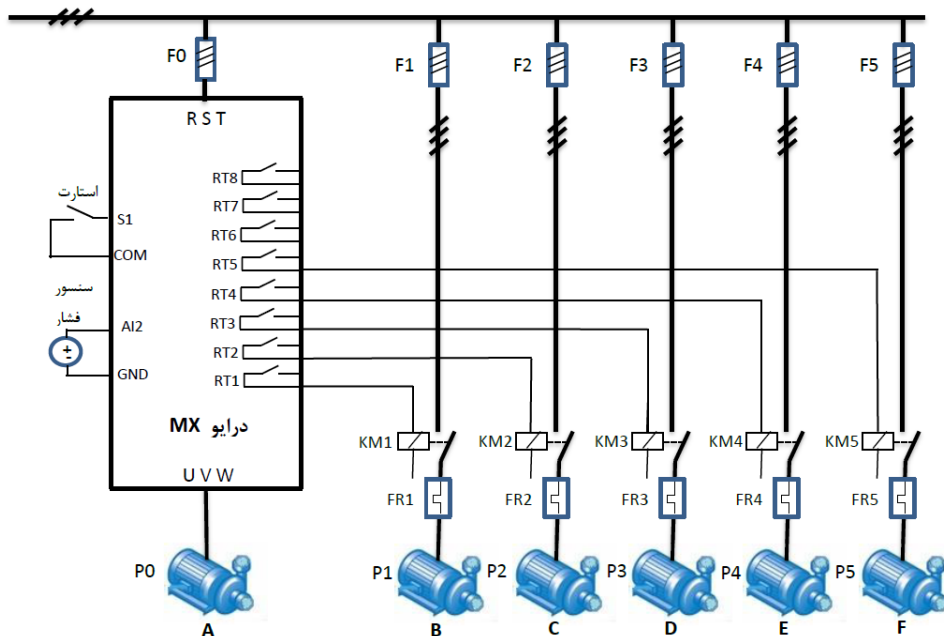 F0 F1 F2 F3 F4 F5
R S T
RT8
RT7
RT6
RT5
RT4
RT3
RT2
RT1
استارت
S1
COM
سنسور
فشار
AI2
GND
درایو MX
U V W
KM1 KM2 KM3 KM4 KM5
FR1 FR2 FR3 FR4 FR5
P0 P1 P2 P3 P4 P5
A B C D E F